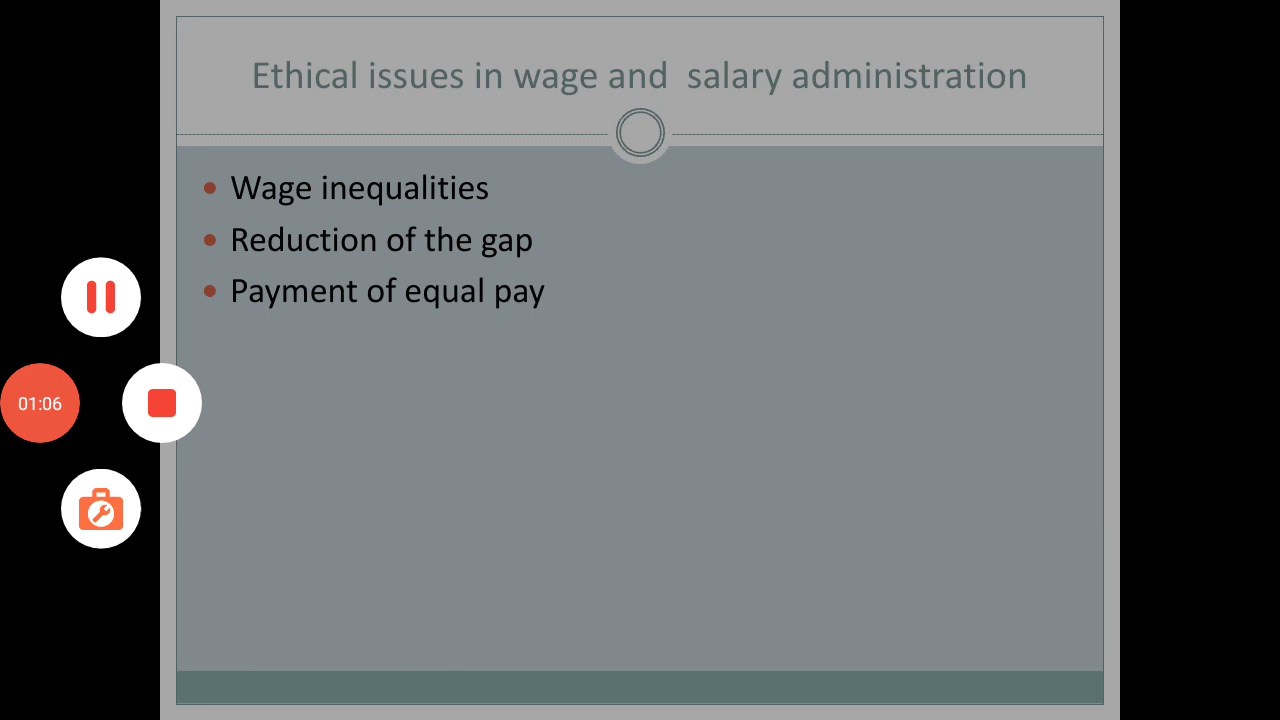 Ethical issues in wage and  salary administration
Wage inequalities
Reduction of the gap
Payment of equal pay
01:06